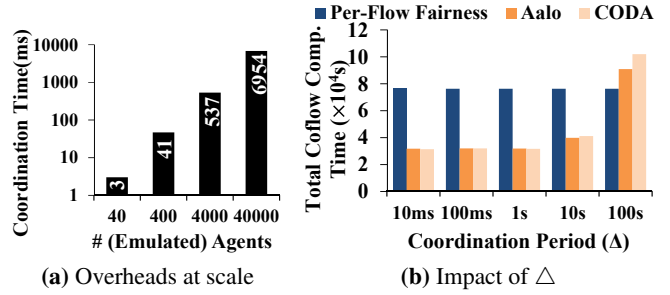 Coordination Time(ms)
10000
1000
100
10
1
3
41
537
6954
40
400
4000
40000
# (Emulated) Agents
(a) Overheads at scale
Per-Flow Fairness
Aalo
CODA
Total Coflow Comp.
Time (×10⁴s)
12
10
8
6
4
2
0
10ms
100ms
1s
10s
100s
Coordination Period (Δ)
(b) Impact of △